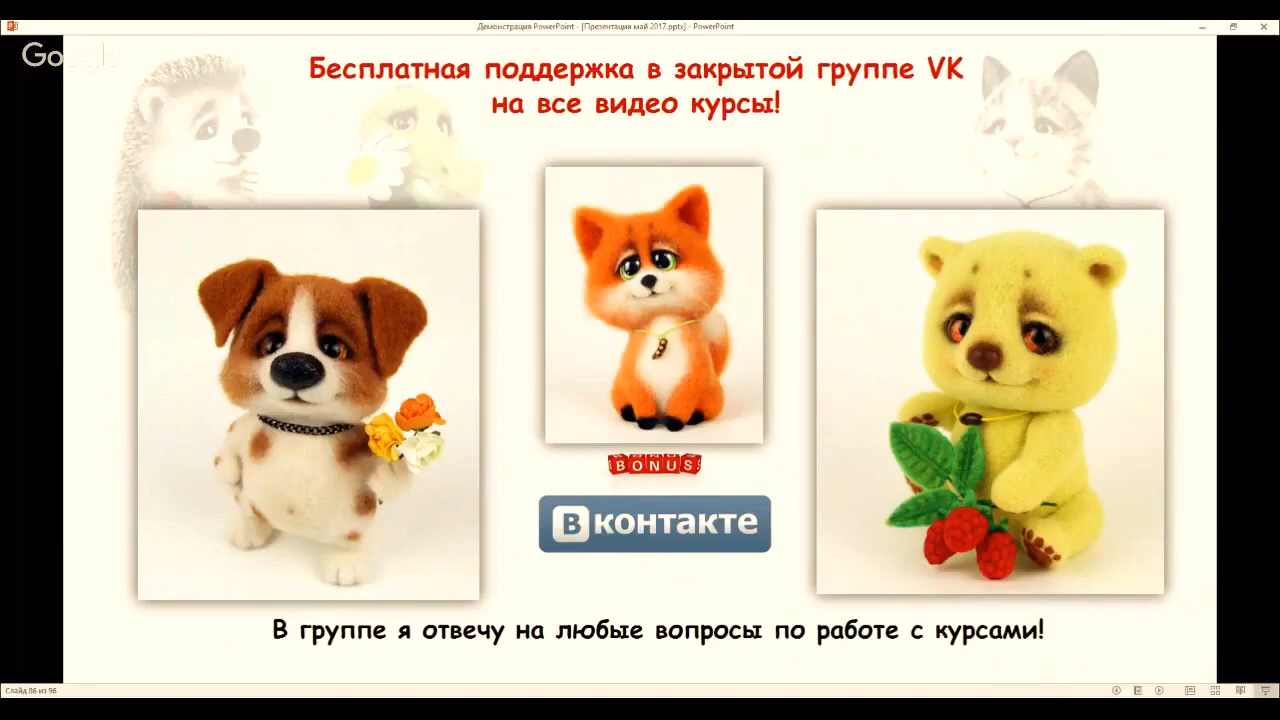 Демонстрация PowerPoint - [Презентация май 2017.pptx] - PowerPoint
Google
Бесплатная поддержка в закрытой группе VK
на все видео курсы!
BONUS
В контакте
В группе я отвечу на любые вопросы по работе с курсами!
Слайд 86 из 96